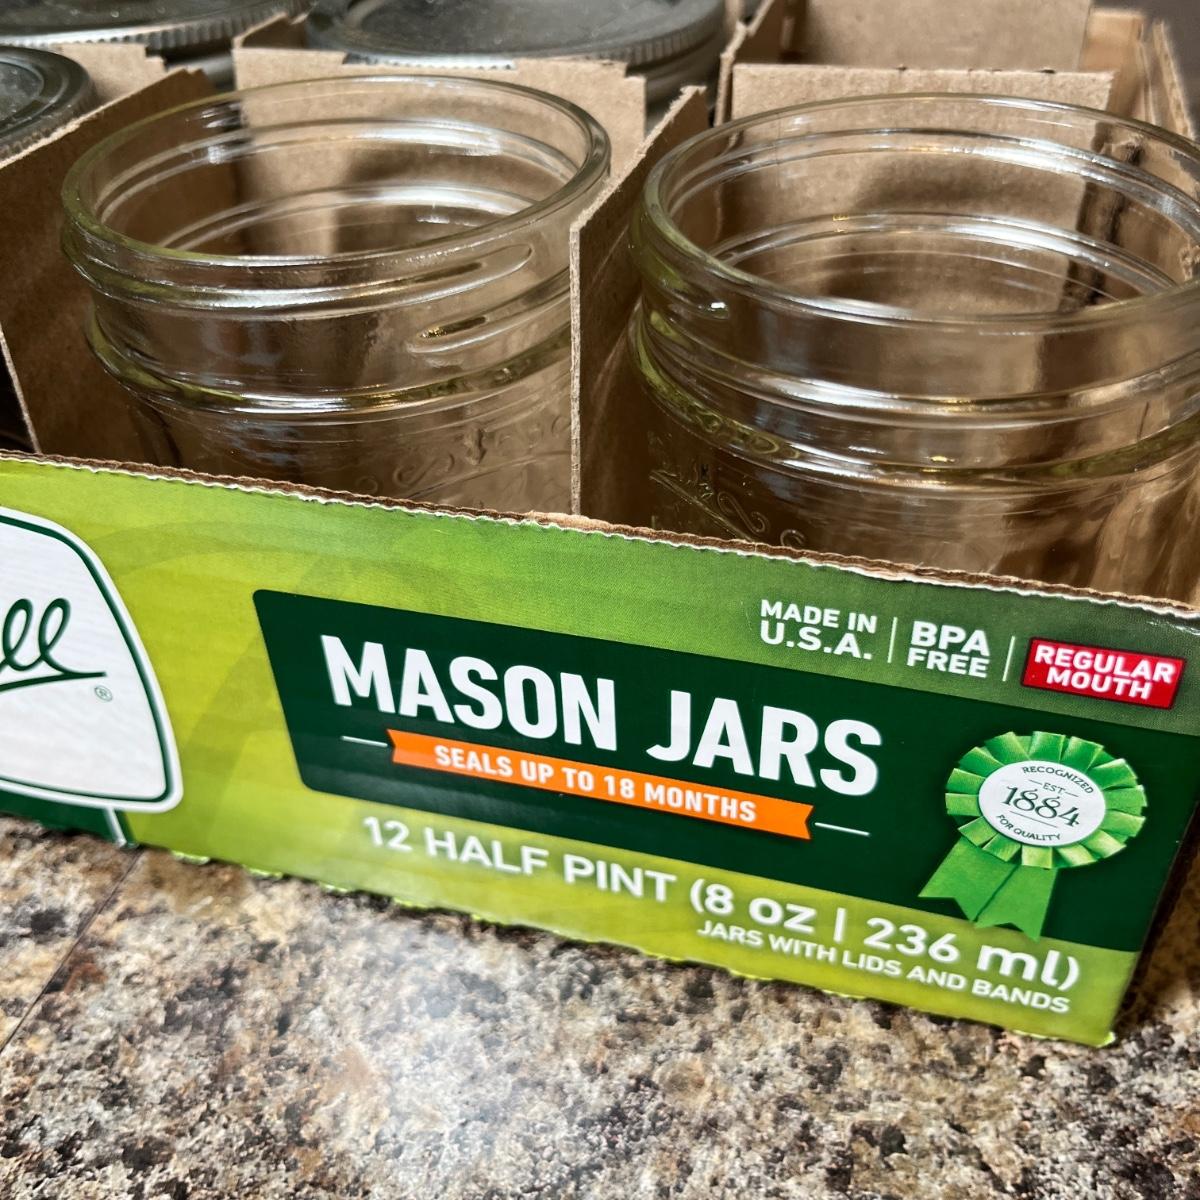 MADE IN
U.S.A.
BPA
FREE
REGULAR
MOUTH
ell
®
MASON JARS
SEALS UP TO 18 MONTHS
RECOGNIZED
EST.
1884
FOR QUALITY
12 HALF PINT (8 oz | 236 ml)
JARS WITH LIDS AND BANDS